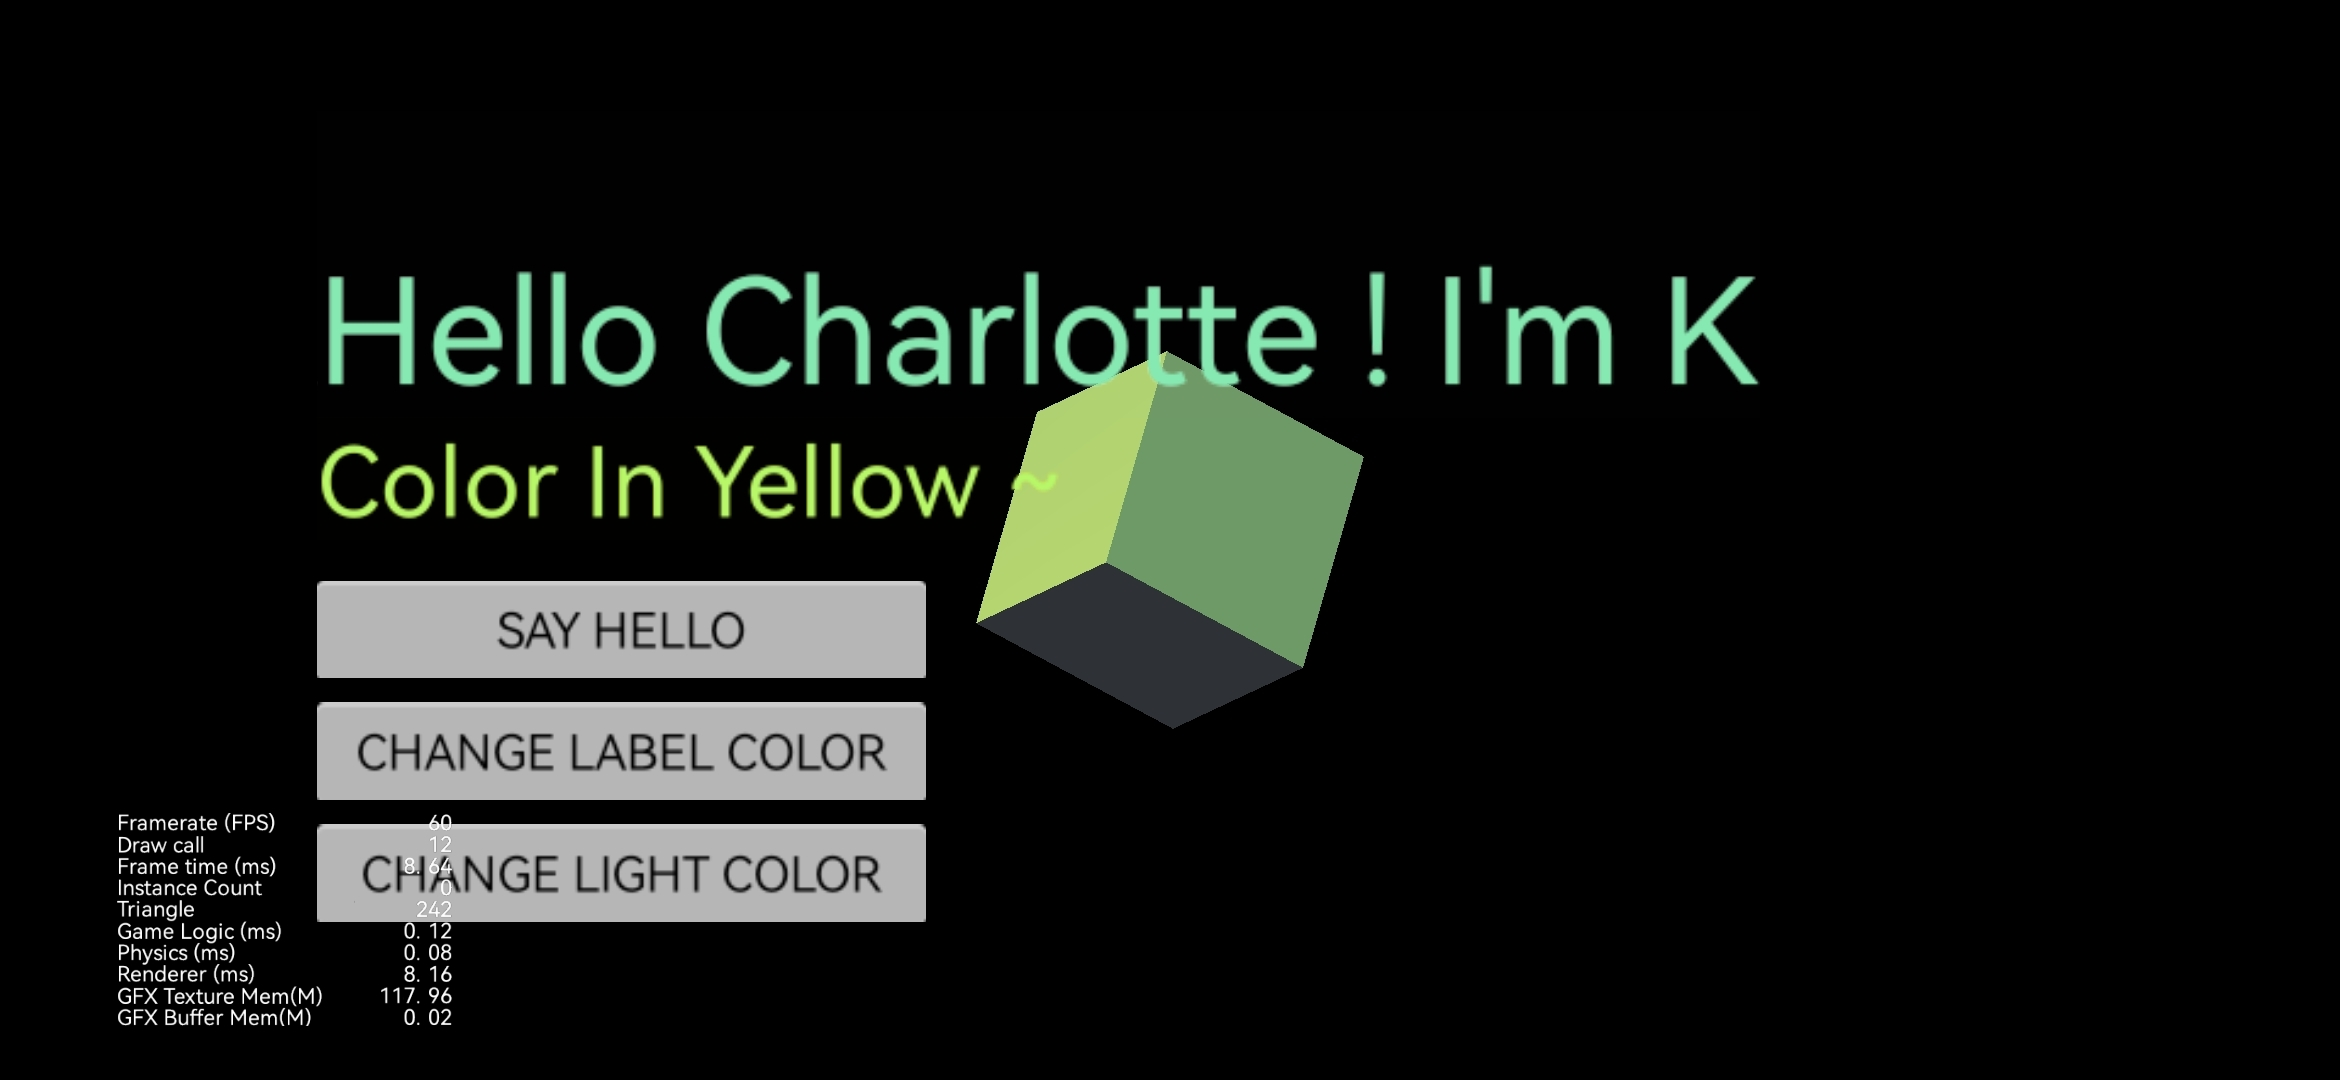 Hello Charlotte ! I'm K
Color In Yellow ~
SAY HELLO
CHANGE LABEL COLOR
CHANGE LIGHT COLOR
Framerate (FPS) 60
Draw call 12
Frame time (ms) 8. 64
Instance Count 0
Triangle 242
Game Logic (ms) 0. 12
Physics (ms) 0. 08
Renderer (ms) 8. 16
GFX Texture Mem(M) 117. 96
GFX Buffer Mem(M) 0. 02